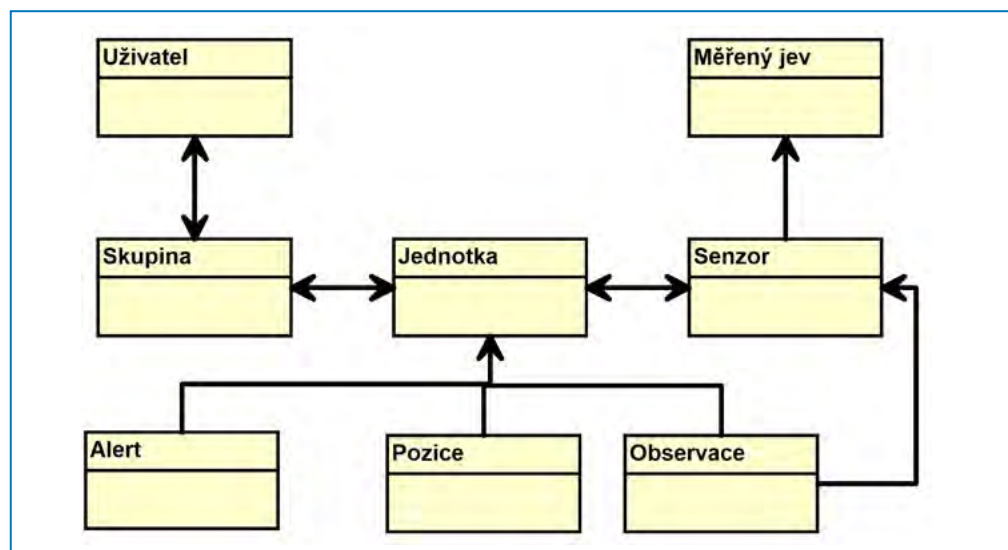 Uživatel
Měřený jev
Skupina
Jednotka
Senzor
Alert
Pozice
Observace